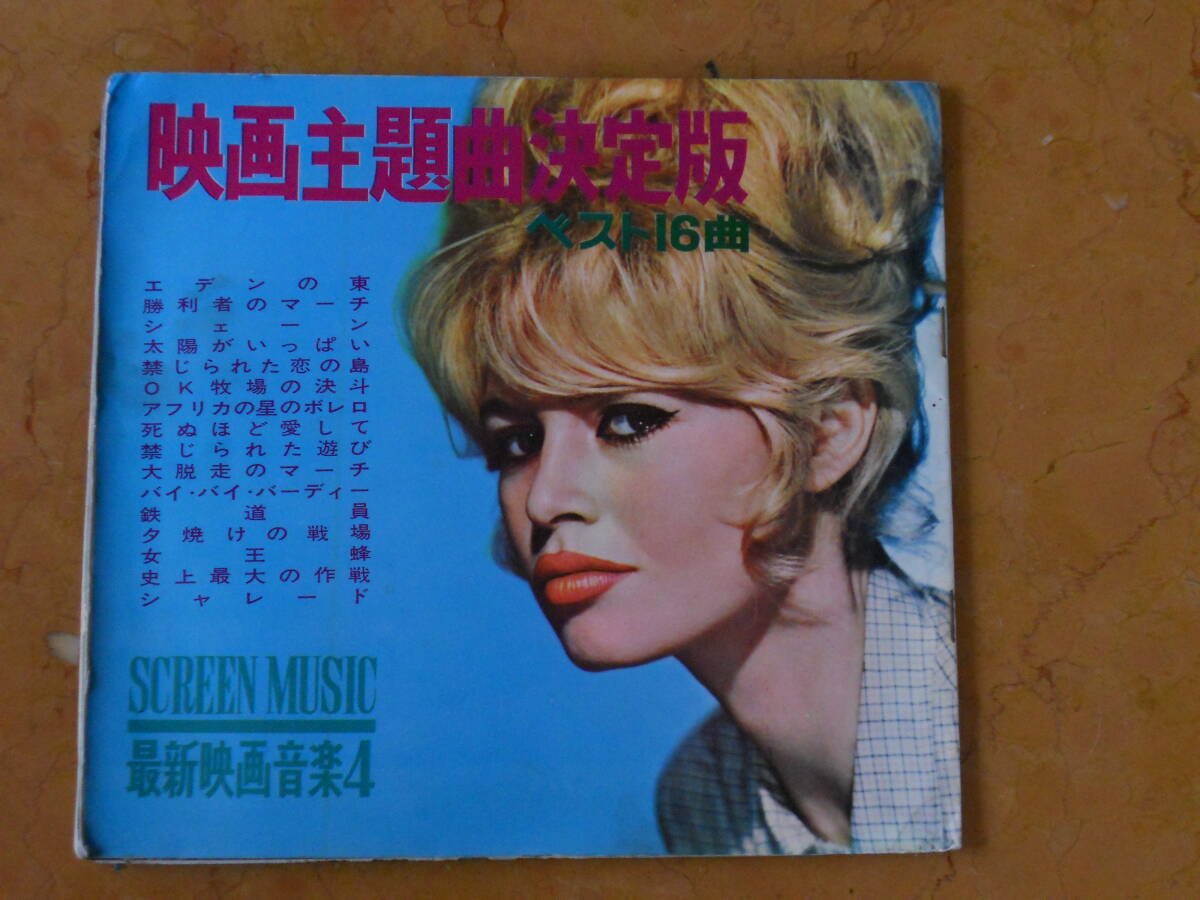 映画主題曲決定版
ベスト16曲
エデンの東
勝利者のマーチ
シェーン
太陽がいっぱい
禁じられた恋の島
OK牧場の決斗
アフリカの星のボレロ
死ぬほど愛して
禁じられた遊び
大脱走のマーチ
バイ・バイ・バーディー
鉄道員
夕焼けの戦場
女王蜂
史上最大の作戦
シャレード
SCREEN MUSIC
最新映画音楽4